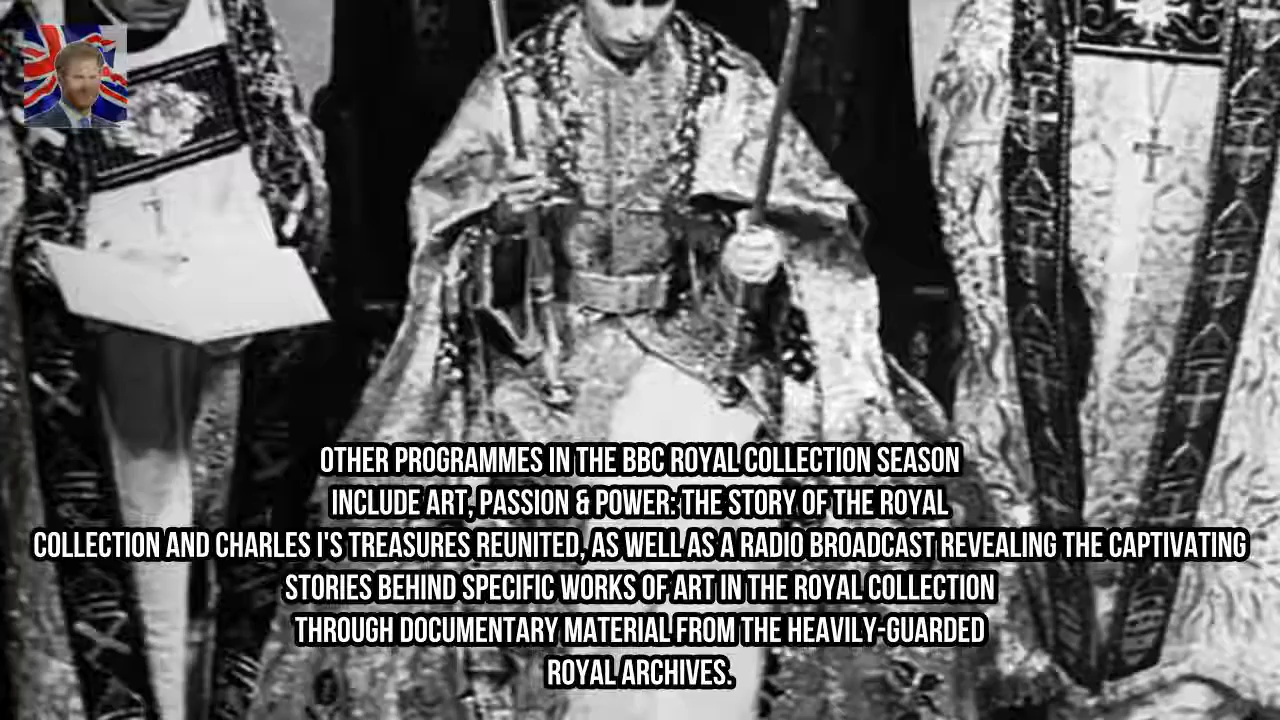 OTHER PROGRAMMES IN THE BBC ROYAL COLLECTION SEASON
INCLUDE ART, PASSION & POWER: THE STORY OF THE ROYAL
COLLECTION AND CHARLES I'S TREASURES REUNITED, AS WELL AS A RADIO BROADCAST REVEALING THE CAPTIVATING
STORIES BEHIND SPECIFIC WORKS OF ART IN THE ROYAL COLLECTION
THROUGH DOCUMENTARY MATERIAL FROM THE HEAVILY-GUARDED
ROYAL ARCHIVES.